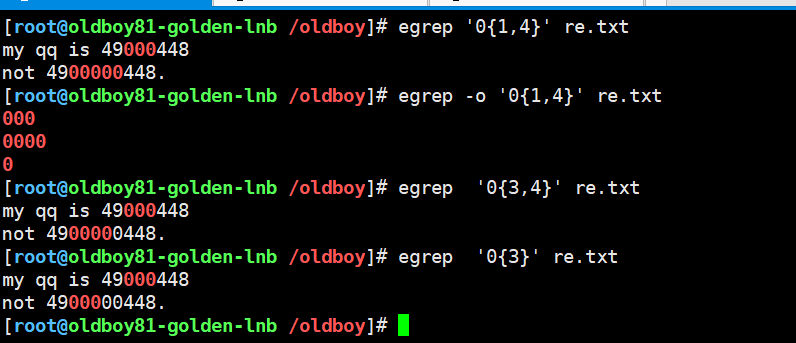 [root@oldboy81-golden-lnb /oldboy]# egrep '0{1,4}' re.txt
my qq is 49000448
not 4900000448.
[root@oldboy81-golden-lnb /oldboy]# egrep -o '0{1,4}' re.txt
000
0000
0
[root@oldboy81-golden-lnb /oldboy]# egrep  '0{3,4}' re.txt
my qq is 49000448
not 4900000448.
[root@oldboy81-golden-lnb /oldboy]# egrep  '0{3}' re.txt
my qq is 49000448
not 4900000448.
[root@oldboy81-golden-lnb /oldboy]#